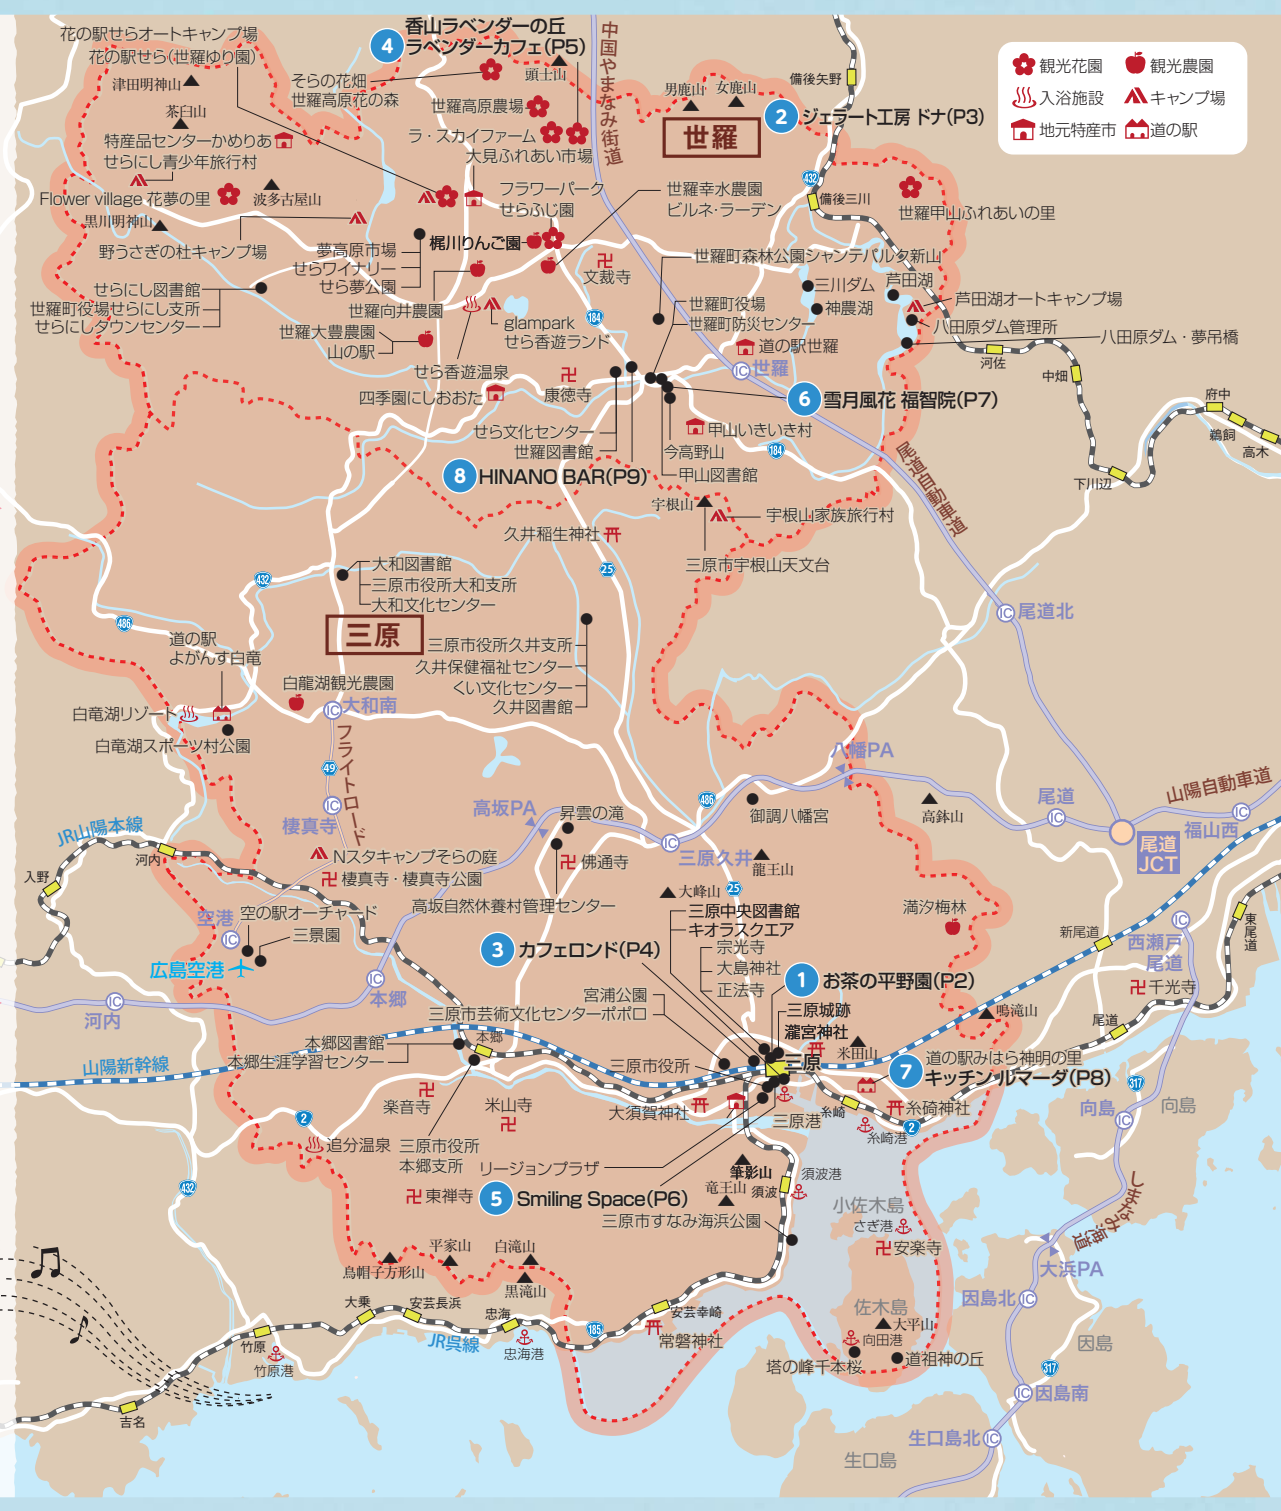 花の駅せらオートキャンプ場
花の駅せら(世羅ゆり園)
津田明神山
茶臼山
特産品センターかめりあ
せらにし青少年旅行村
Flower village 花夢の里
波多古屋山
黒川明神山
野うさぎの杜キャンプ場
せらにし図書館
世羅町役場せらにし支所
せらにしタウンセンター
4
香山ラベンダーの丘
ラベンダーカフェ(P5)
そらの花畑
世羅高原花の森
頭士山
世羅高原農場
ラ・スカイファーム
大見ふれあい市場
中国やまなみ街道
男鹿山
女鹿山
世羅
備後矢野
2
ジェラート工房 ドナ(P3)
観光花園
観光農園
入浴施設
キャンプ場
地元特産市
道の駅
432
備後三川
世羅甲山ふれあいの里
フラワーパーク
せらふじ園
世羅幸水農園
ビルネ・ラーデン
梶川りんご園
夢高原市場
せらワイナリー
せら夢公園
文裁寺
世羅町森林公園シャンテパルク新山
三川ダム
神農湖
芦田湖
芦田湖オートキャンプ場
八田原ダム管理所
八田原ダム・夢吊橋
世羅向井農園
世羅大豊農園
山の駅
glampark
せら香遊ランド
184
世羅町役場
世羅町防災センター
道の駅世羅
IC
世羅
河佐
中畑
府中
鵜飼
高木
下川辺
せら香遊温泉
四季園にしおおた
康徳寺
せら文化センター
世羅図書館
6
雪月風花 福智院(P7)
甲山いきいき村
今高野山
甲山図書館
184
尾道自動車道
8
HINANO BAR(P9)
宇根山
宇根山家族旅行村
三原市宇根山天文台
久井稲生神社
25
大和図書館
三原市役所大和支所
大和文化センター
432
486
三原
道の駅
よがんす白竜
白龍湖観光農園
白竜湖リゾート
白竜湖スポーツ村公園
三原市役所久井支所
久井保健福祉センター
くい文化センター
久井図書館
IC
尾道北
IC
大和南
フライトロード
49
IC
棲真寺
高坂PA
昇雲の滝
佛通寺
486
八幡PA
御調八幡宮
高鉢山
IC
尾道
山陽自動車道
IC
福山西
尾道
JCT
JR山陽本線
河内
入野
Nスタキャンプそらの庭
棲真寺・棲真寺公園
高坂自然休養村管理センター
IC
三原久井
龍王山
大峰山
25
三原中央図書館
キオラスクエア
満汐梅林
空港
IC
空の駅オーチャード
三景園
広島空港
3
カフェロンド(P4)
宗光寺
大島神社
正法寺
1
お茶の平野園(P2)
新尾道
IC
西瀬戸
尾道
東尾道
千光寺
IC
河内
IC
本郷
宮浦公園
三原市芸術文化センターポポロ
三原城跡
瀧宮神社
鳴滝山
尾道
本郷図書館
本郷生涯学習センター
本郷
三原市役所
三原
米田山
道の駅みはら神明の里
7
キッチン ルマーダ(P8)
山陽新幹線
2
楽音寺
米山寺
大須賀神社
三原港
糸崎
糸碕神社
糸崎港
2
317
向島
IC
向島
追分温泉
三原市役所
本郷支所
リージョンプラザ
筆影山
竜王山
須波
須波港
432
東禅寺
5
Smiling Space(P6)
三原市すなみ海浜公園
小佐木島
さぎ港
安楽寺
しまなみ海道
大浜PA
烏帽子方形山
平家山
白滝山
黒滝山
佐木島
因島北
IC
大乗
安芸長浜
忠海
185
安芸幸崎
大平山
因島
竹原
JR呉線
忠海港
常磐神社
向田港
竹原港
塔の峰千本桜
道祖神の丘
317
IC
因島南
吉名
生口島北
IC
生口島